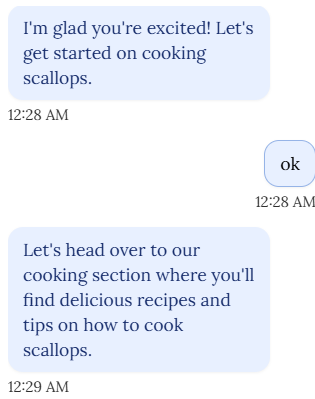 I'm glad you're excited! Let's
get started on cooking
scallops.
12:28 AM
ok
12:28 AM
Let's head over to our
cooking section where you'll
find delicious recipes and
tips on how to cook
scallops.
12:29 AM